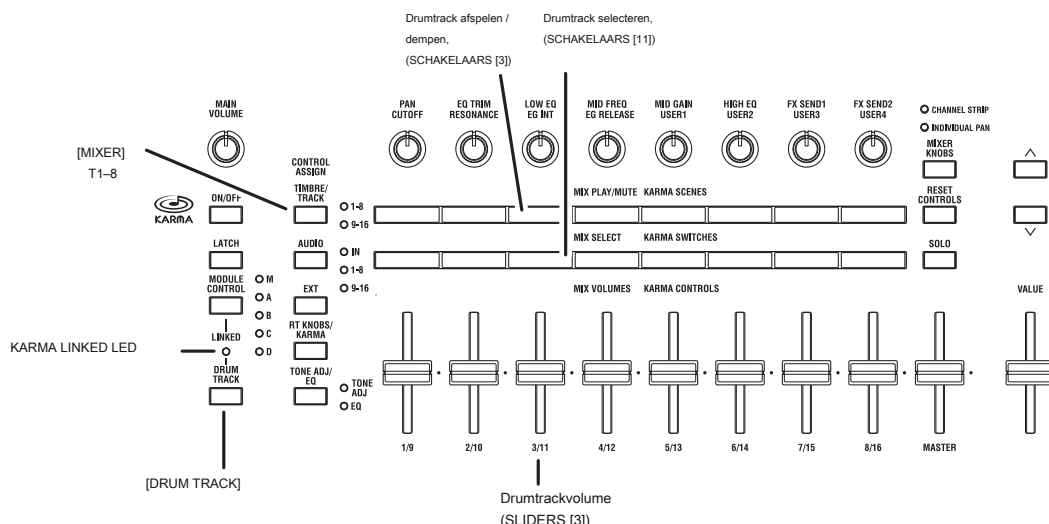 Drumtrack afspelen /
dempen,
(SCHAKELAARS [3])
Drumtrack selecteren,
(SCHAKELAARS [11])
MAIN
VOLUME
PAN
CUTOFF
EQ TRIM
RESONANCE
LOW EQ
EG INT
MID FREQ
EG RELEASE
MID GAIN
USER1
HIGH EQ
USER2
FX SEND1
USER3
FX SEND2
USER4
CHANNEL STRIP
INDIVIDUAL PAN
MIXER
KNOBS
[MIXER]
T1–8
CONTROL
ASSIGN
TIMBRE/
TRACK
1-8
9-16
KARMA
ON/OFF
MIX PLAY/MUTE KARMA SCENES
RESET
CONTROLS
LATCH
AUDIO
IN
1-8
9-16
MIX SELECT KARMA SWITCHES
SOLO
MODULE
CONTROL
M
A
B
C
D
EXT
MIX VOLUMES KARMA CONTROLS
VALUE
KARMA LINKED LED
LINKED
RT KNOBS/
KARMA
DRUM
TRACK
TONE ADJ/
EQ
TONE
ADJ
EQ
1/9
2/10
3/11
4/12
5/13
6/14
7/15
8/16
MASTER
[DRUM TRACK]
Drumtrackvolume
(SLIDERS [3])